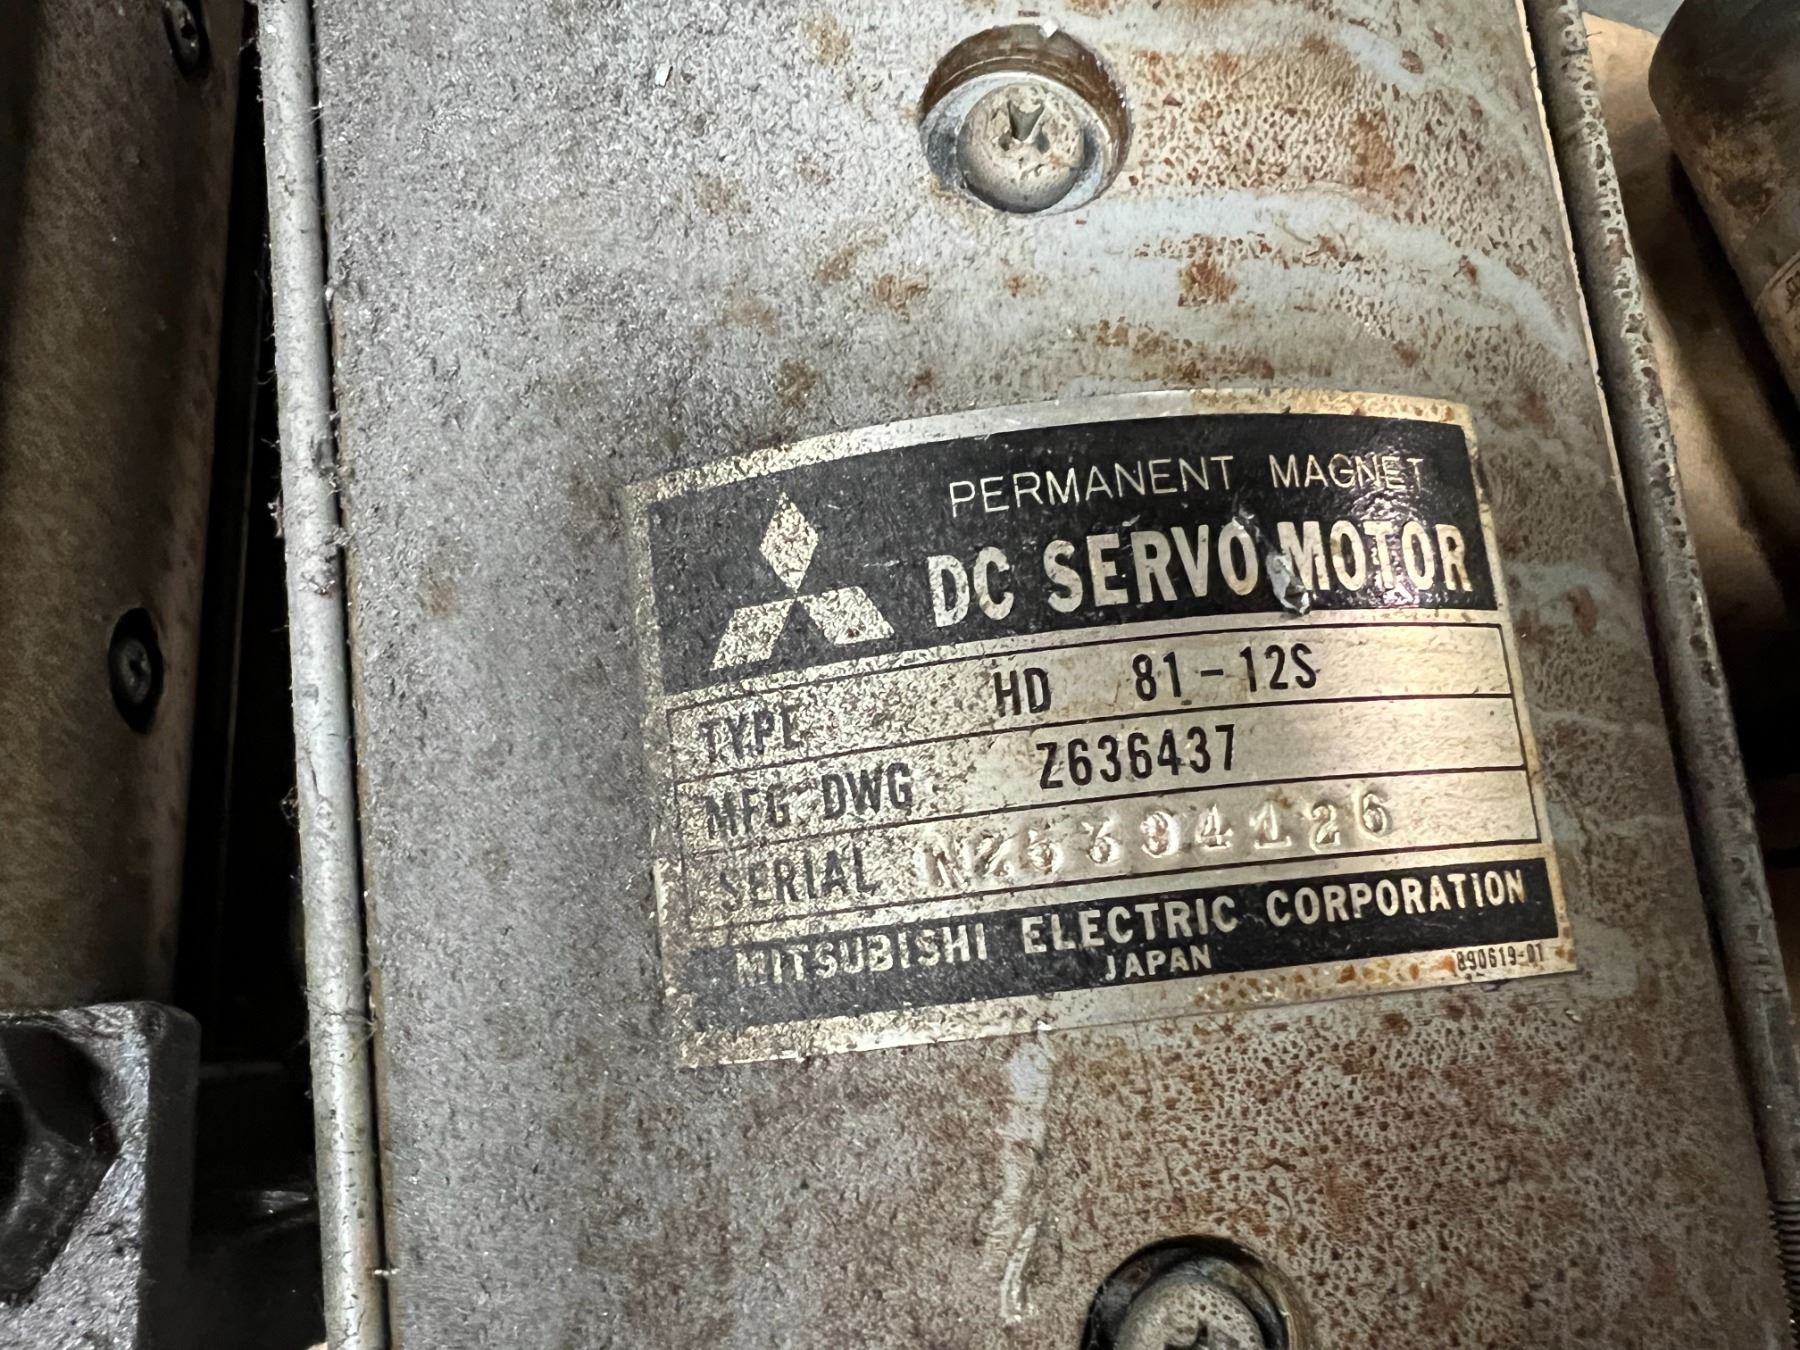 PERMANENT MAGNET
DC SERVO MOTOR
TYPE HD 81-12S
MFG DWG Z636437
SERIAL NZ5394126
MITSUBISHI ELECTRIC CORPORATION
JAPAN
890619-01